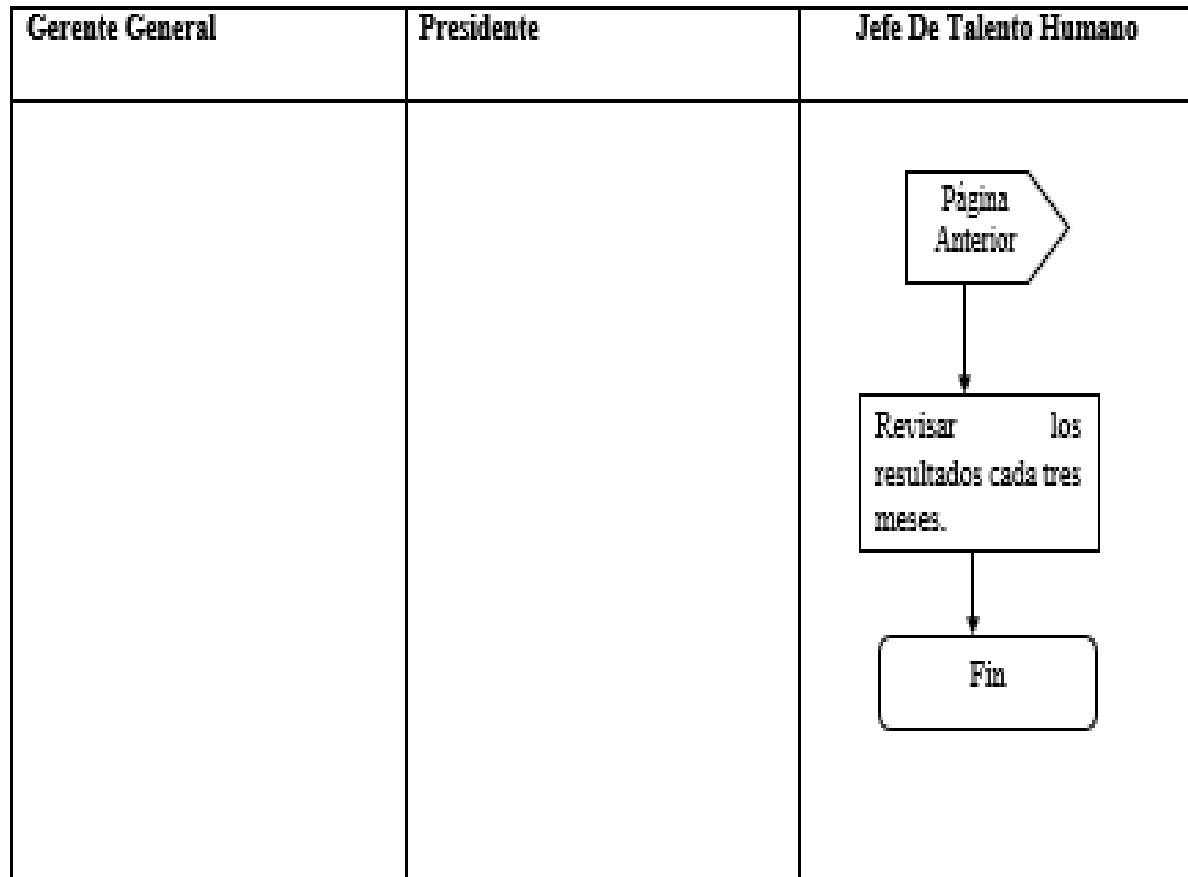 Gerente General
Presidente
Jefe De Talento Humano
Página
Anterior
Revisar los
resultados cada tres
meses.
Fin